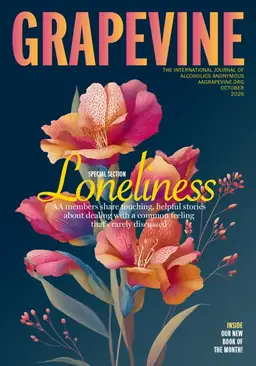 GRAPEVINE
THE INTERNATIONAL JOURNAL OF
ALCOHOLICS ANONYMOUS
AAGRAPEVINE.ORG
OCTOBER
2025
SPECIAL SECTION
Loneliness
AA members share touching, helpful stories
about dealing with a common feeling
that's rarely discussed
INSIDE
OUR NEW
BOOK OF
THE MONTH!